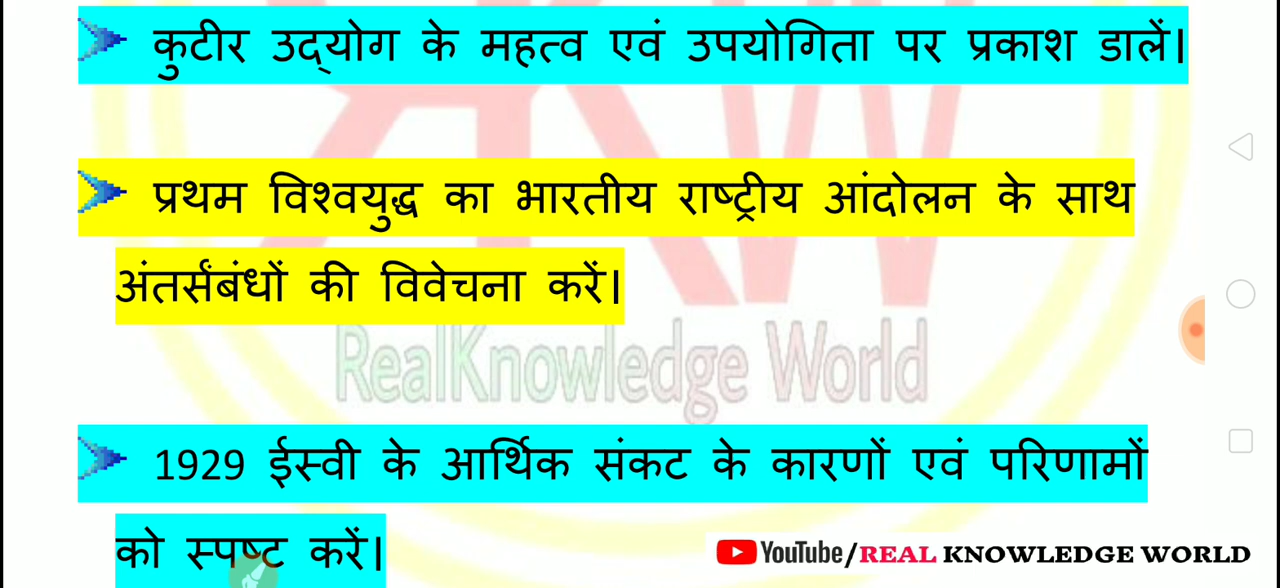 कुटीर उद्योग के महत्व एवं उपयोगिता पर प्रकाश डालें।
प्रथम विश्वयुद्ध का भारतीय राष्ट्रीय आंदोलन के साथ
अंतर्संबंधों की विवेचना करें।
RealKnowledge World
1929 ईस्वी के आर्थिक संकट के कारणों एवं परिणामों
को स्पष्ट करें।
YouTube/REAL KNOWLEDGE WORLD